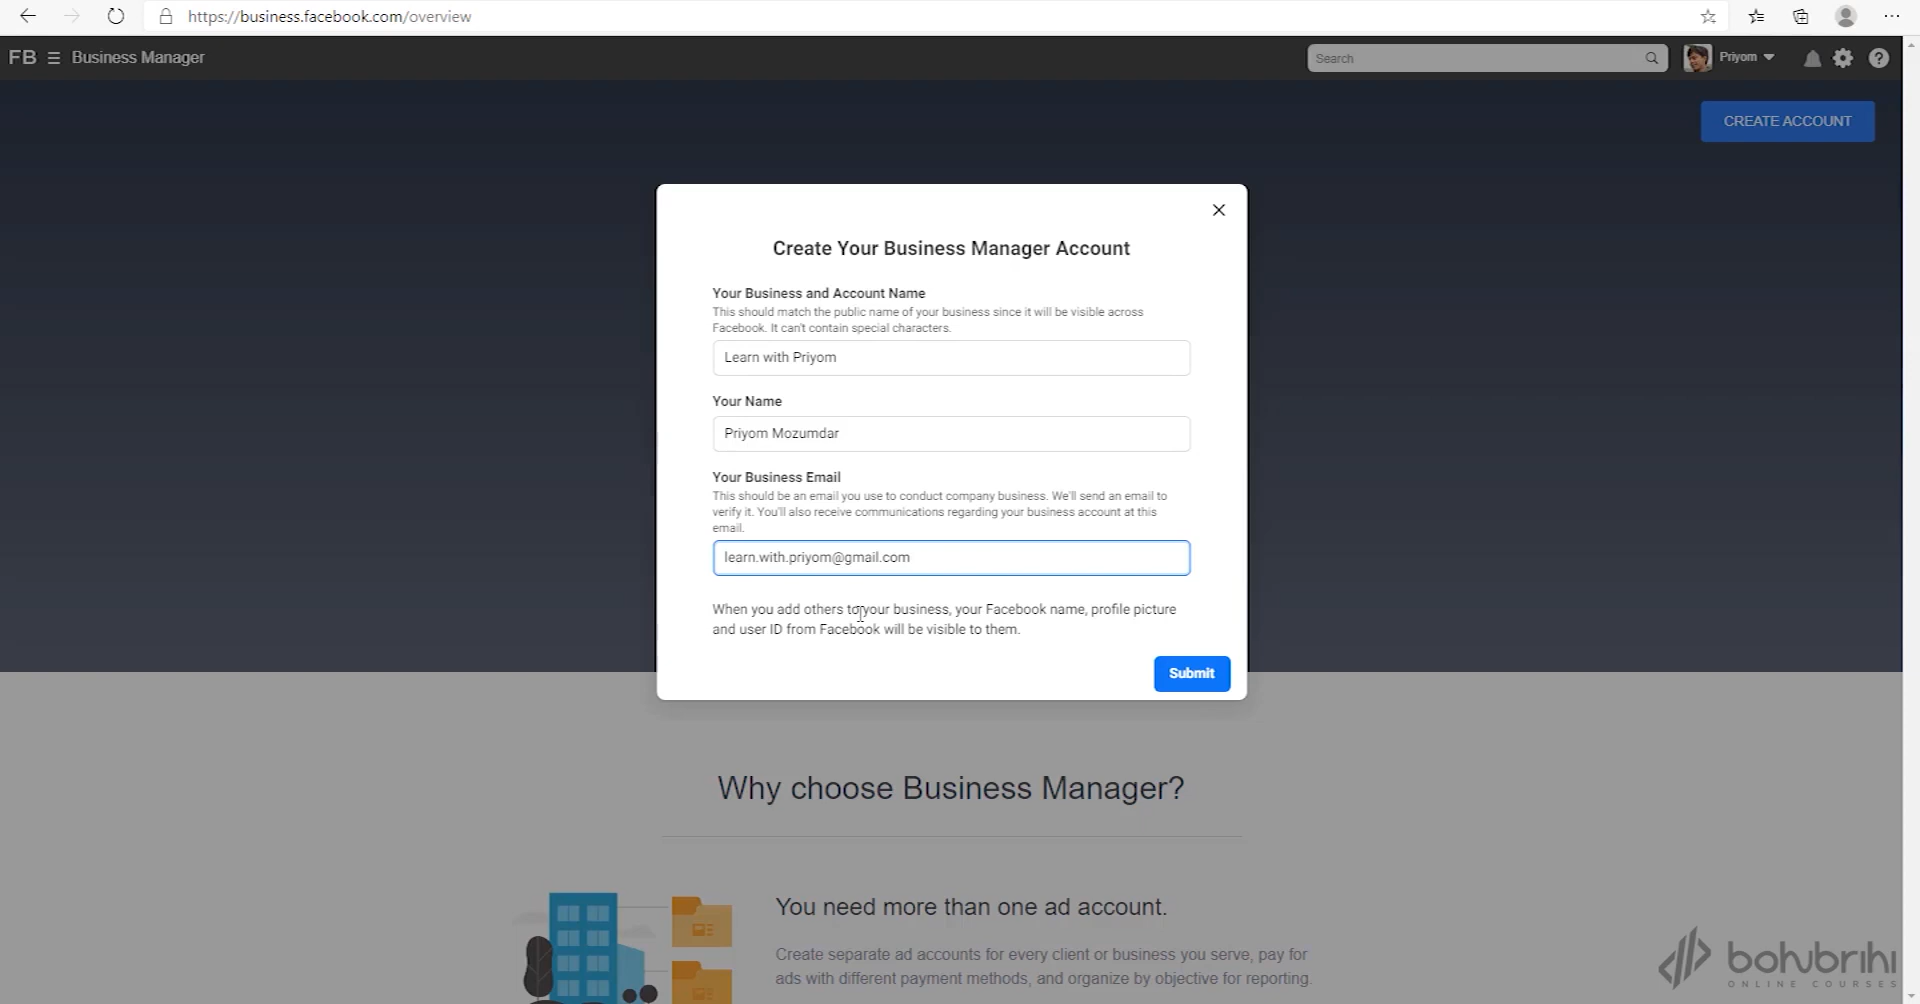 https://business.facebook.com/overview
FB Business Manager
Search
Priyom
CREATE ACCOUNT
Create Your Business Manager Account
Your Business and Account Name
This should match the public name of your business since it will be visible across
Facebook. It can't contain special characters.
Learn with Priyom
Your Name
Priyom Mozumdar
Your Business Email
This should be an email you use to conduct company business. We'll send an email to
verify it. You'll also receive communications regarding your business account at this
email.
learn.with.priyom@gmail.com
When you add others to your business, your Facebook name, profile picture
and user ID from Facebook will be visible to them.
Submit
Why choose Business Manager?
You need more than one ad account.
Create separate ad accounts for every client or business you serve, pay for
ads with different payment methods, and organize by objective for reporting.
bohubrihi
ONLINE COURSES